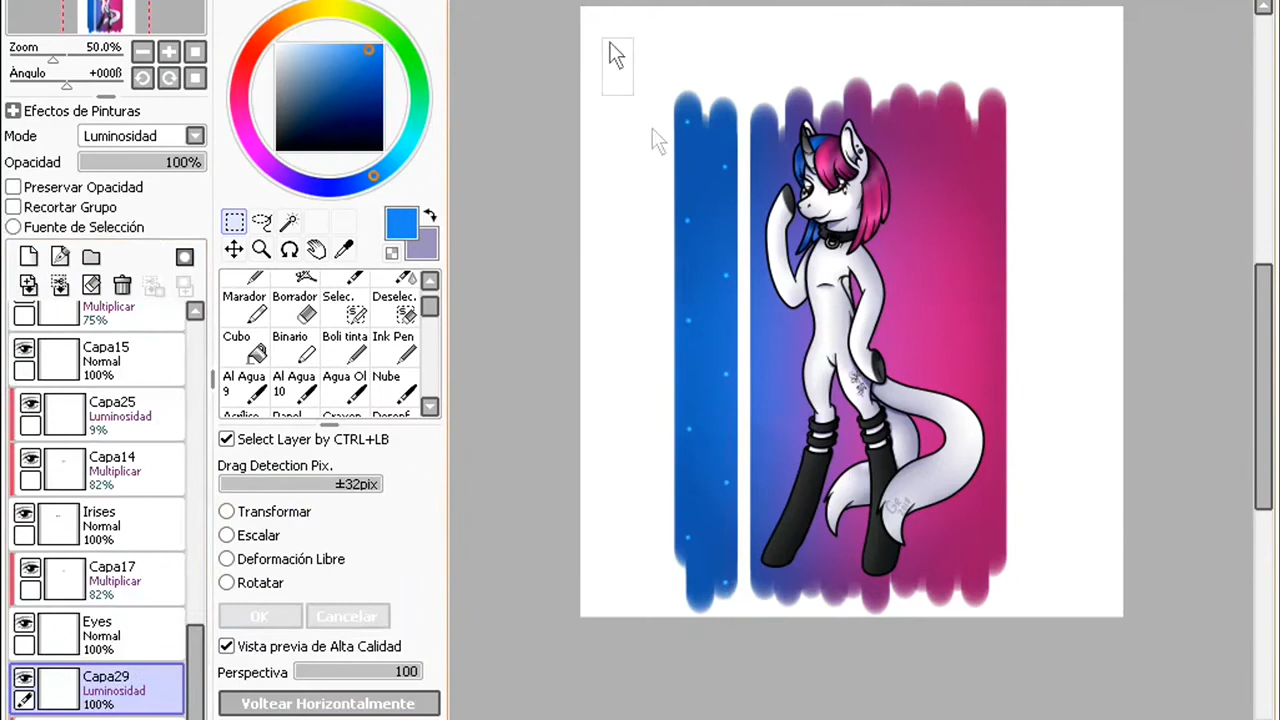 Zoom 50.0%
Àngulo +000ß
Efectos de Pinturas
Mode Luminosidad
Opacidad 100%
Preservar Opacidad
Recortar Grupo
Fuente de Selección
Multiplicar
75%
Capa15
Normal
100%
Capa25
Luminosidad
9%
Capa14
Multiplicar
82%
Irises
Normal
100%
Capa17
Multiplicar
82%
Eyes
Normal
100%
Capa29
Luminosidad
100%
Marador Borrador Selec. Deselec.
Cubo Binario Boli tinta Ink Pen
Al Agua 9 Al Agua 10 Agua Ol Nube
Select Layer by CTRL+LB
Drag Detection Pix.
±32pix
Transformar
Escalar
Deformación Libre
Rotatar
OK Cancelar
Vista previa de Alta Calidad
Perspectiva 100
Voltear Horizontalmente